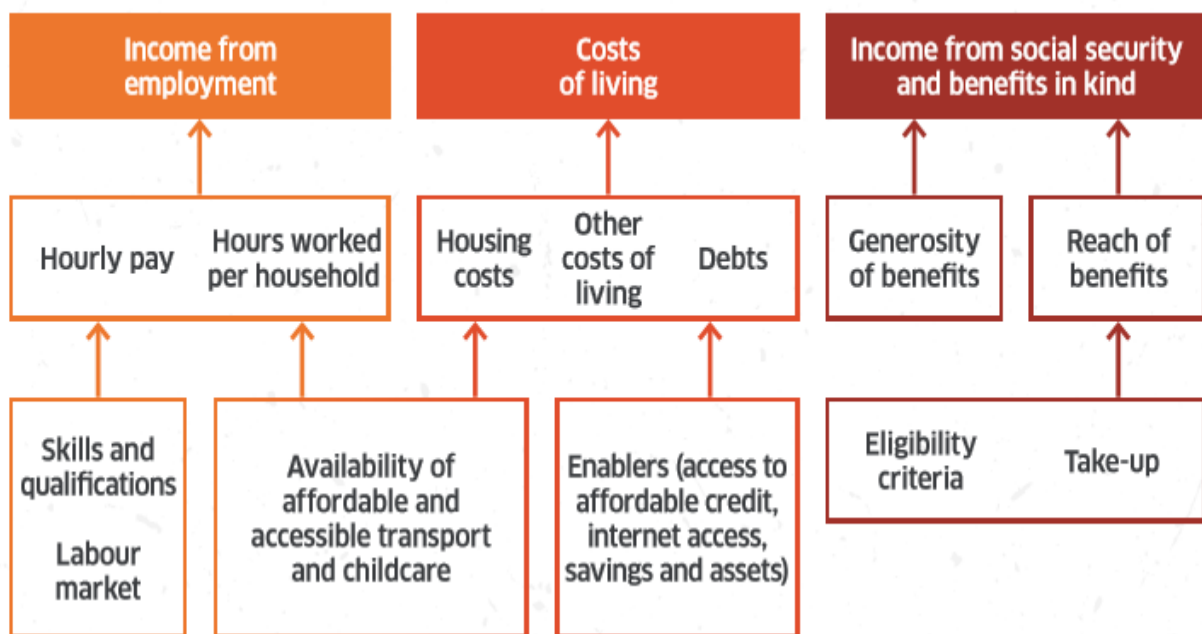 Income from
employment
Costs
of living
Income from social security
and benefits in kind
Hourly pay
Hours worked
per household
Housing
costs
Other
costs of
living
Debts
Generosity
of benefits
Reach of
benefits
Skills and
qualifications
Labour
market
Availability of
affordable and
accessible transport
and childcare
Enablers (access to
affordable credit,
internet access,
savings and assets)
Eligibility
criteria
Take-up